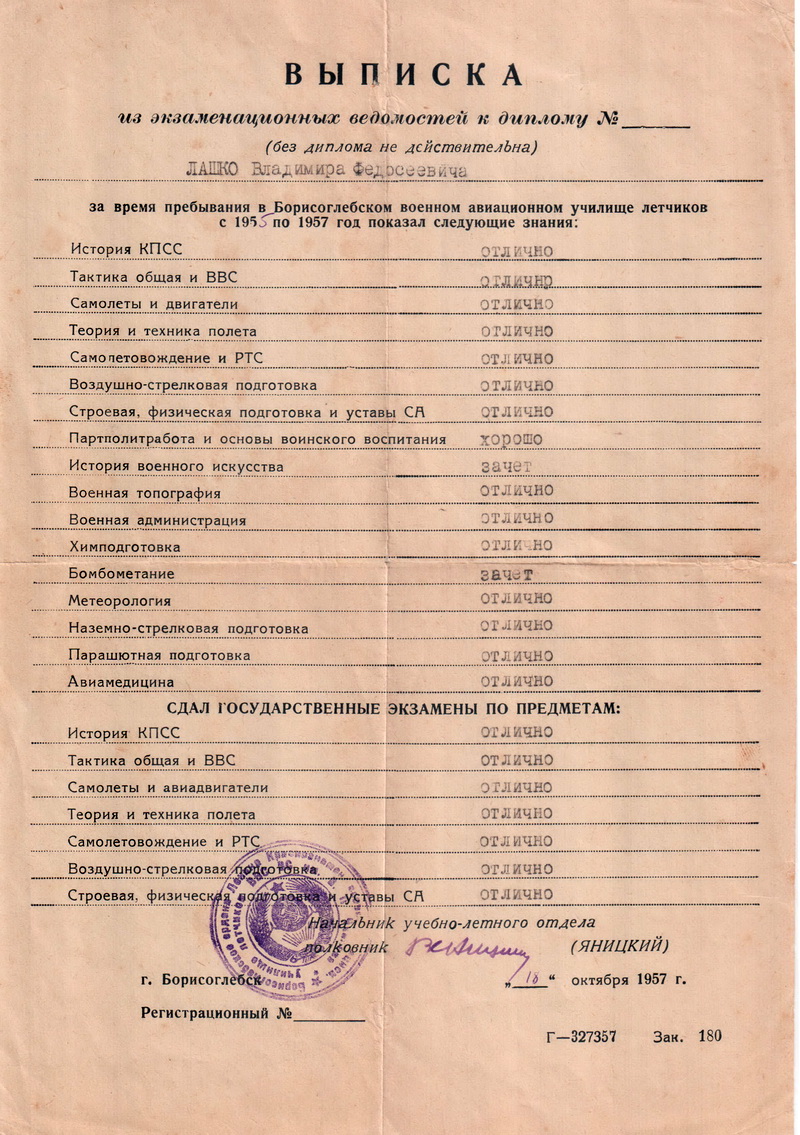 ВЫПИСКА
из экзаменационных ведомостей к диплому №
(без диплома не действительна)
ЛАШКО Владимира Федосеевича
за время пребывания в Борисоглебском военном авиационном училище летчиков
с 1955 по 1957 год показал следующие знания:
История КПСС отлично
Тактика общая и ВВС отлично
Самолеты и двигатели отлично
Теория и техника полета отлично
Самолетовождение и РТС отлично
Воздушно-стрелковая подготовка отлично
Строевая, физическая подготовка и уставы СА отлично
Партполитработа и основы воинского воспитания хорошо
История военного искусства зачет
Военная топография отлично
Военная администрация отлично
Химподготовка отлично
Бомбометание зачет
Метеорология отлично
Наземно-стрелковая подготовка отлично
Парашютная подготовка отлично
Авиамедицина отлично
СДАЛ ГОСУДАРСТВЕННЫЕ ЭКЗАМЕНЫ ПО ПРЕДМЕТАМ:
История КПСС отлично
Тактика общая и ВВС отлично
Самолеты и авиадвигатели отлично
Теория и техника полета отлично
Самолетовождение и РТС отлично
Воздушно-стрелковая подготовка отлично
Строевая, физическая подготовка и уставы СА отлично
Начальник учебно-летного отдела
полковник (ЯНИЦКИЙ)
г. Борисоглебск „18“ октября 1957 г.
Регистрационный №
Г—327357 Зак. 180